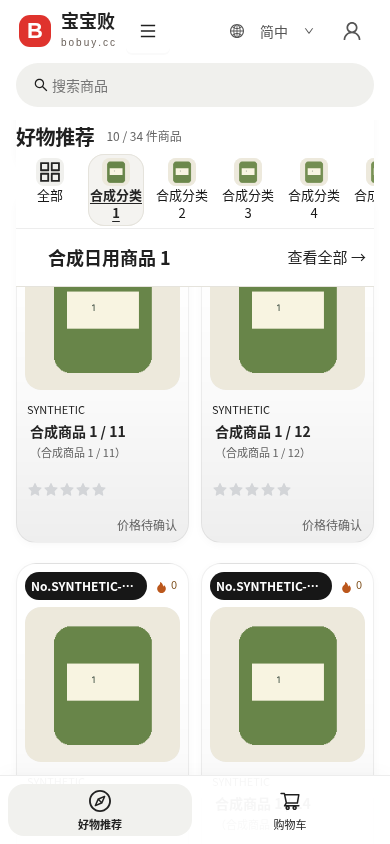 B 宝宝败
bobuy.cc
简中
搜索商品
好物推荐 10 / 34 件商品
全部
合成分类 1
合成分类 2
合成分类 3
合成分类 4
合成日用商品 1 查看全部 →
1 1
SYNTHETIC SYNTHETIC
合成商品 1 / 11 合成商品 1 / 12
（合成商品 1 / 11） （合成商品 1 / 12）
价格待确认 价格待确认
No.SYNTHETIC-··· 0 No.SYNTHETIC-··· 0
1 1
好物推荐 购物车